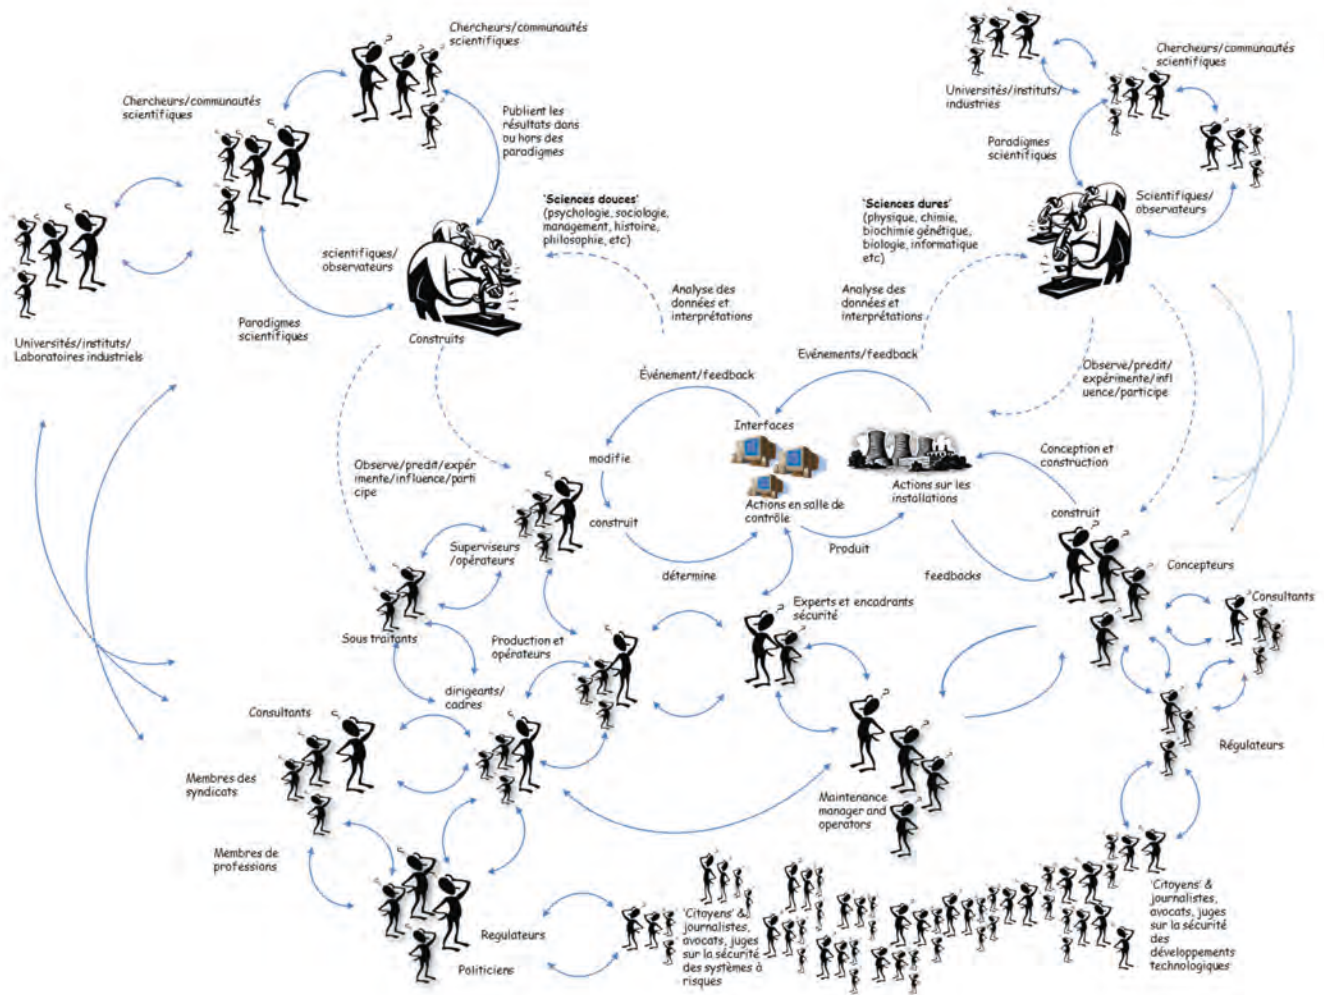 Chercheurs/communautés
scientifiques
Chercheurs/communautés
scientifiques
Publient les
résultats dans
ou hors des
paradigmes
'Sciences douces'
(psychologie, sociologie,
management, histoire,
philosophie, etc)
scientifiques/
observateurs
Paradigmes
scientifiques
Construits
Universités/instituts/
Laboratoires industriels
Chercheurs/communautés
scientifiques
Universités/instituts/
industries
Paradigmes
scientifiques
Scientifiques/
observateurs
'Sciences dures'
(physique, chimie,
biochimie génétique,
biologie, informatique
etc)
Analyse des
données et
interprétations
Analyse des
données et
interprétations
Evénements/feedback
Événement/feedback
Observe/predit/
expérimente/infl
uence/participe
Interfaces
modifie
Observe/predit/expér
imente/influence/parti
cipe
Conception et
construction
Actions sur les
installations
Actions en salle de
contrôle
construit
construit
Produit
Superviseurs
/opérateurs
détermine
feedbacks
Concepteurs
Consultants
Experts et encadrants
sécurité
Sous traitants
Production et
opérateurs
dirigeants/
cadres
Consultants
Régulateurs
Membres des
syndicats
Maintenance
manager and
operators
Membres de
professions
Regulateurs
Politiciens
'Citoyens' &
journalistes,
avocats, juges
sur la sécurité
des systèmes à
risques
'Citoyens' &
journalistes,
avocats, juges
sur la sécurité
des
développements
technologiques